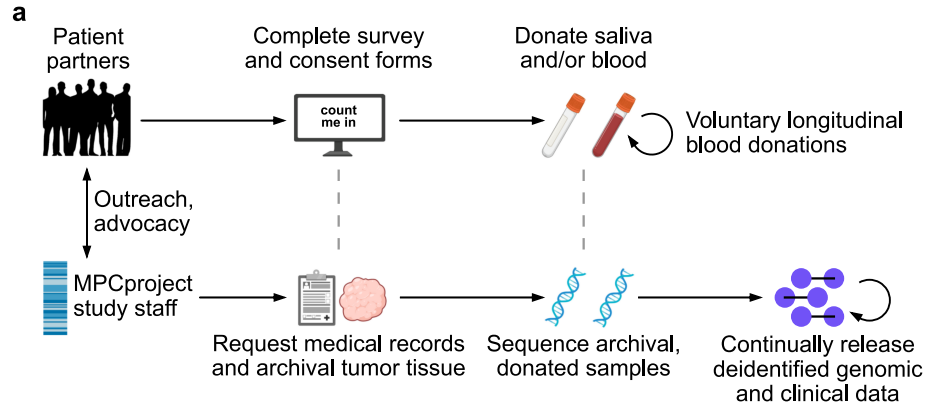 a
Patient
partners
Complete survey
and consent forms
Donate saliva
and/or blood
count
me in
Voluntary longitudinal
blood donations
Outreach,
advocacy
MPCproject
study staff
Request medical records
and archival tumor tissue
Sequence archival,
donated samples
Continually release
deidentified genomic
and clinical data